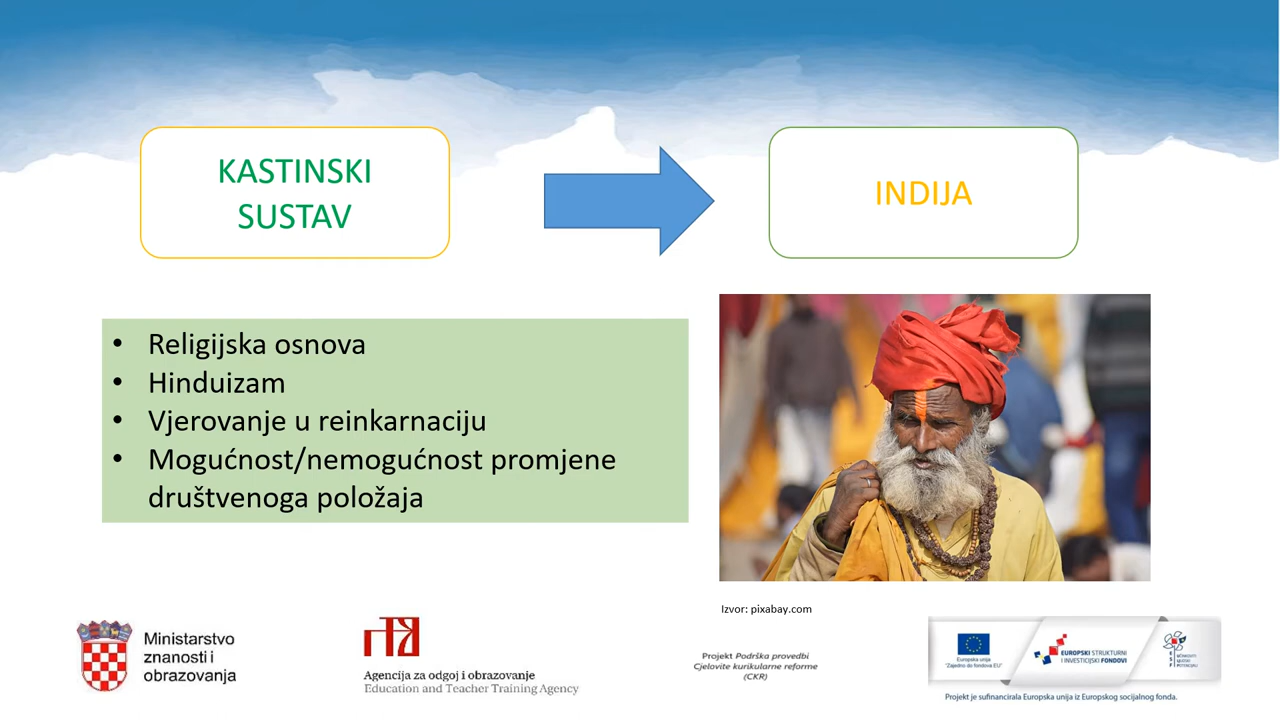 KASTINSKI
SUSTAV
INDIJA
• Religijska osnova
• Hinduizam
• Vjerovanje u reinkarnaciju
• Mogućnost/nemogućnost promjene
društvenoga položaja
Izvor: pixabay.com
Ministarstvo
znanosti i
obrazovanja
Agencija za odgoj i obrazovanje
Education and Teacher Training Agency
Projekt Podrška provedbi
Cjelovite kurikularne reforme
(CKR)
Europska unija
"Zajedno do fondova EU"
EUROPSKI STRUKTURNI
I INVESTICIJSKI FONDOVI
Projekt je sufinancirala Europska unija iz Europskog socijalnog fonda.